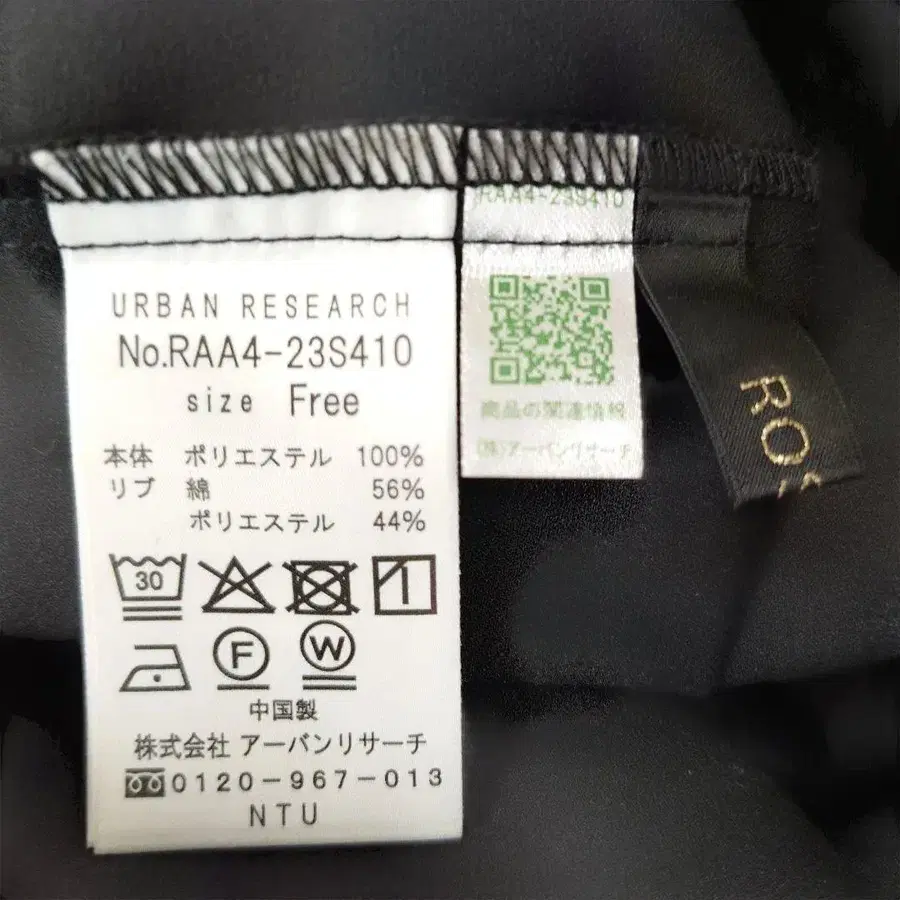 URBAN RESEARCH
No.RAA4-23S410
size Free
本体 ポリエステル 100%
リブ 綿 56%
ポリエステル 44%
30
F
W
中国製
株式会社 アーバンリサーチ
0120-967-013
NTU
RAA4-23S410
商品の関連情報
(株)アーバンリサーチ
RO